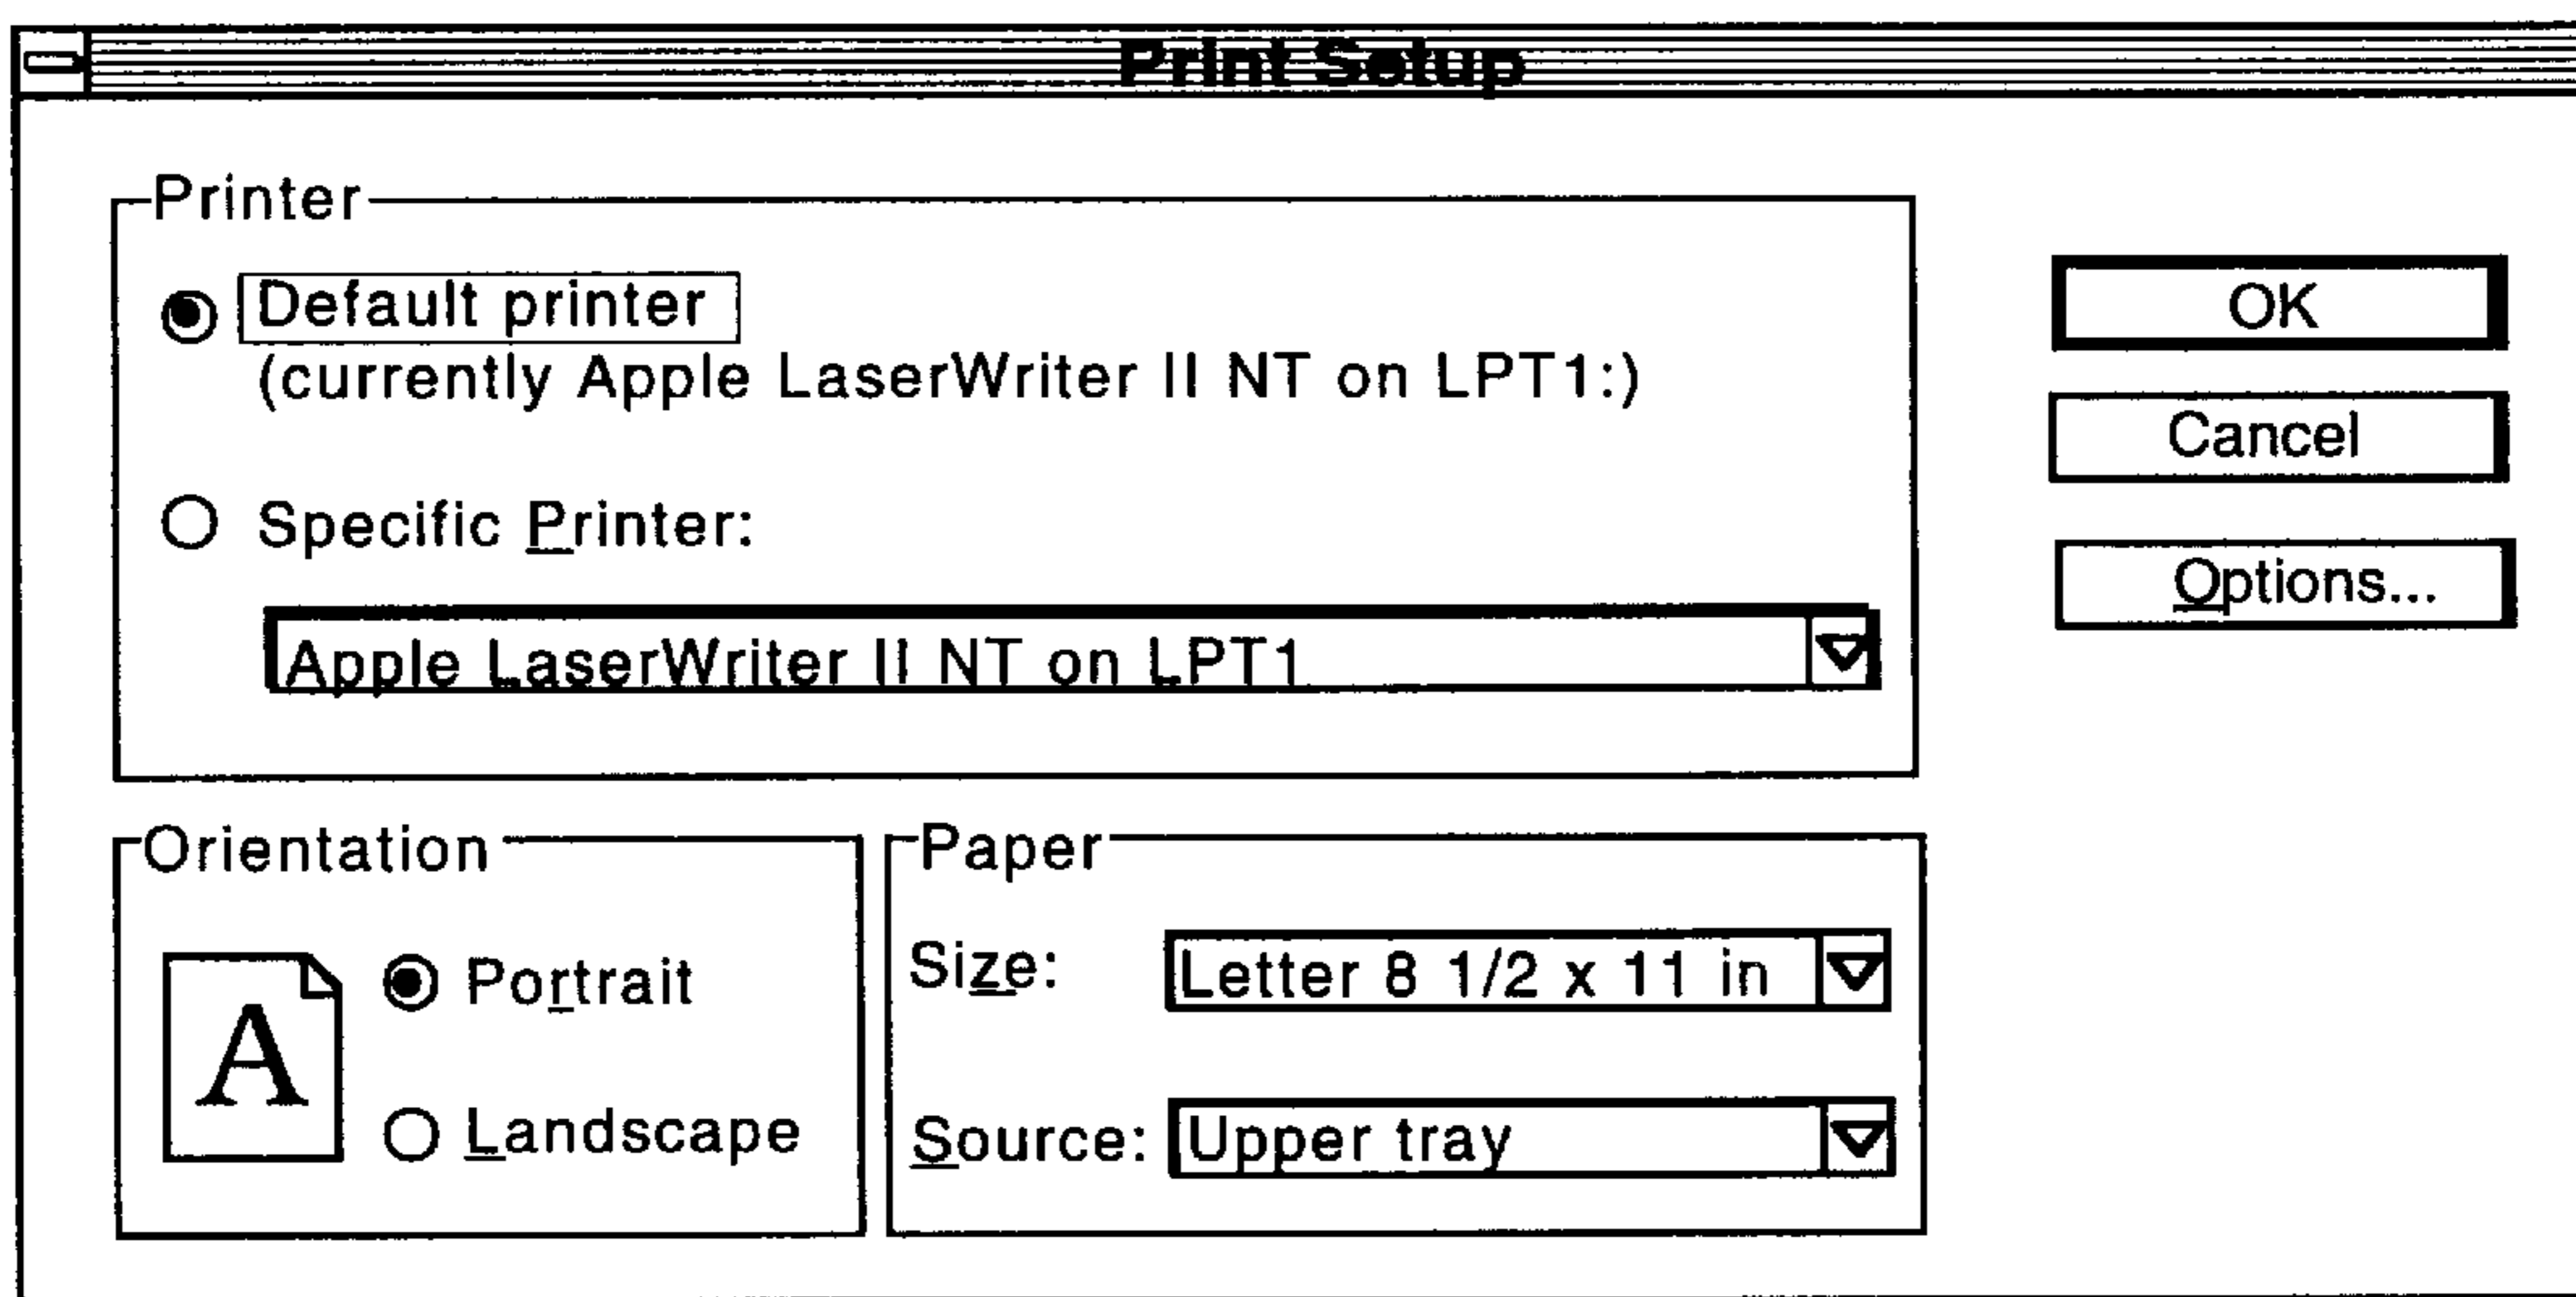 Print Setup
Printer
Default printer
(currently Apple LaserWriter II NT on LPT1:)
Specific Printer:
Apple LaserWriter II NT on LPT1
OK
Cancel
Options...
Orientation
A
Portrait
Landscape
Paper
Size: Letter 8 1/2 x 11 in
Source: Upper tray